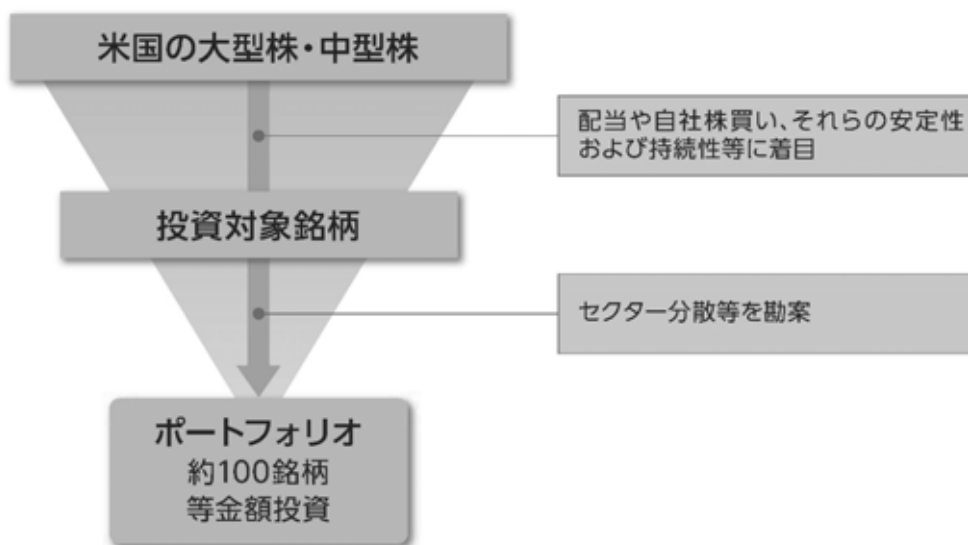 米国の大型株・中型株
配当や自社株買い、それらの安定性
および持続性等に着目
投資対象銘柄
セクター分散等を勘案
ポートフォリオ
約100銘柄
等金額投資